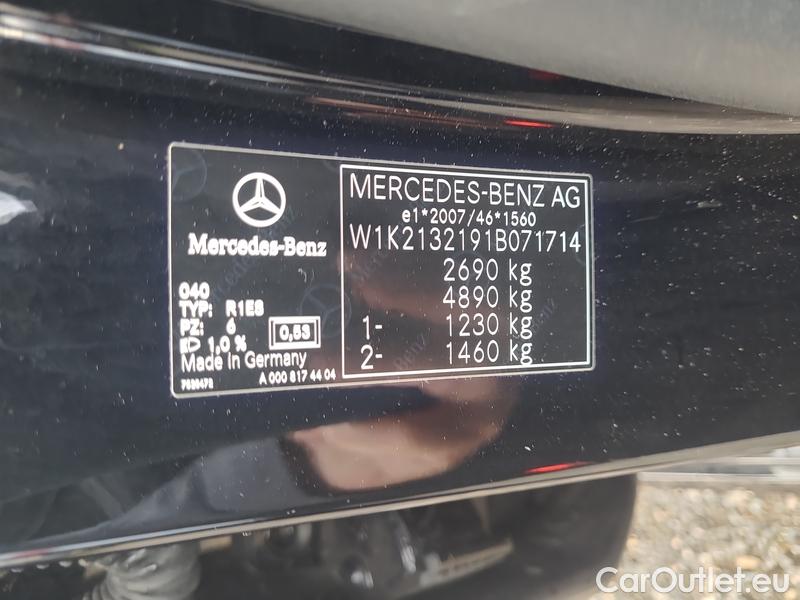 Mercedes-Benz
040
TYP: R1ES
PZ: 6
1,0 % 0,53
Made in Germany
A 000 817 44 04
MERCEDES-BENZ AG
e1*2007/46*1560
W1K2132191B071714
2690 kg
4890 kg
1- 1230 kg
2- 1460 kg
CarOutlet.eu